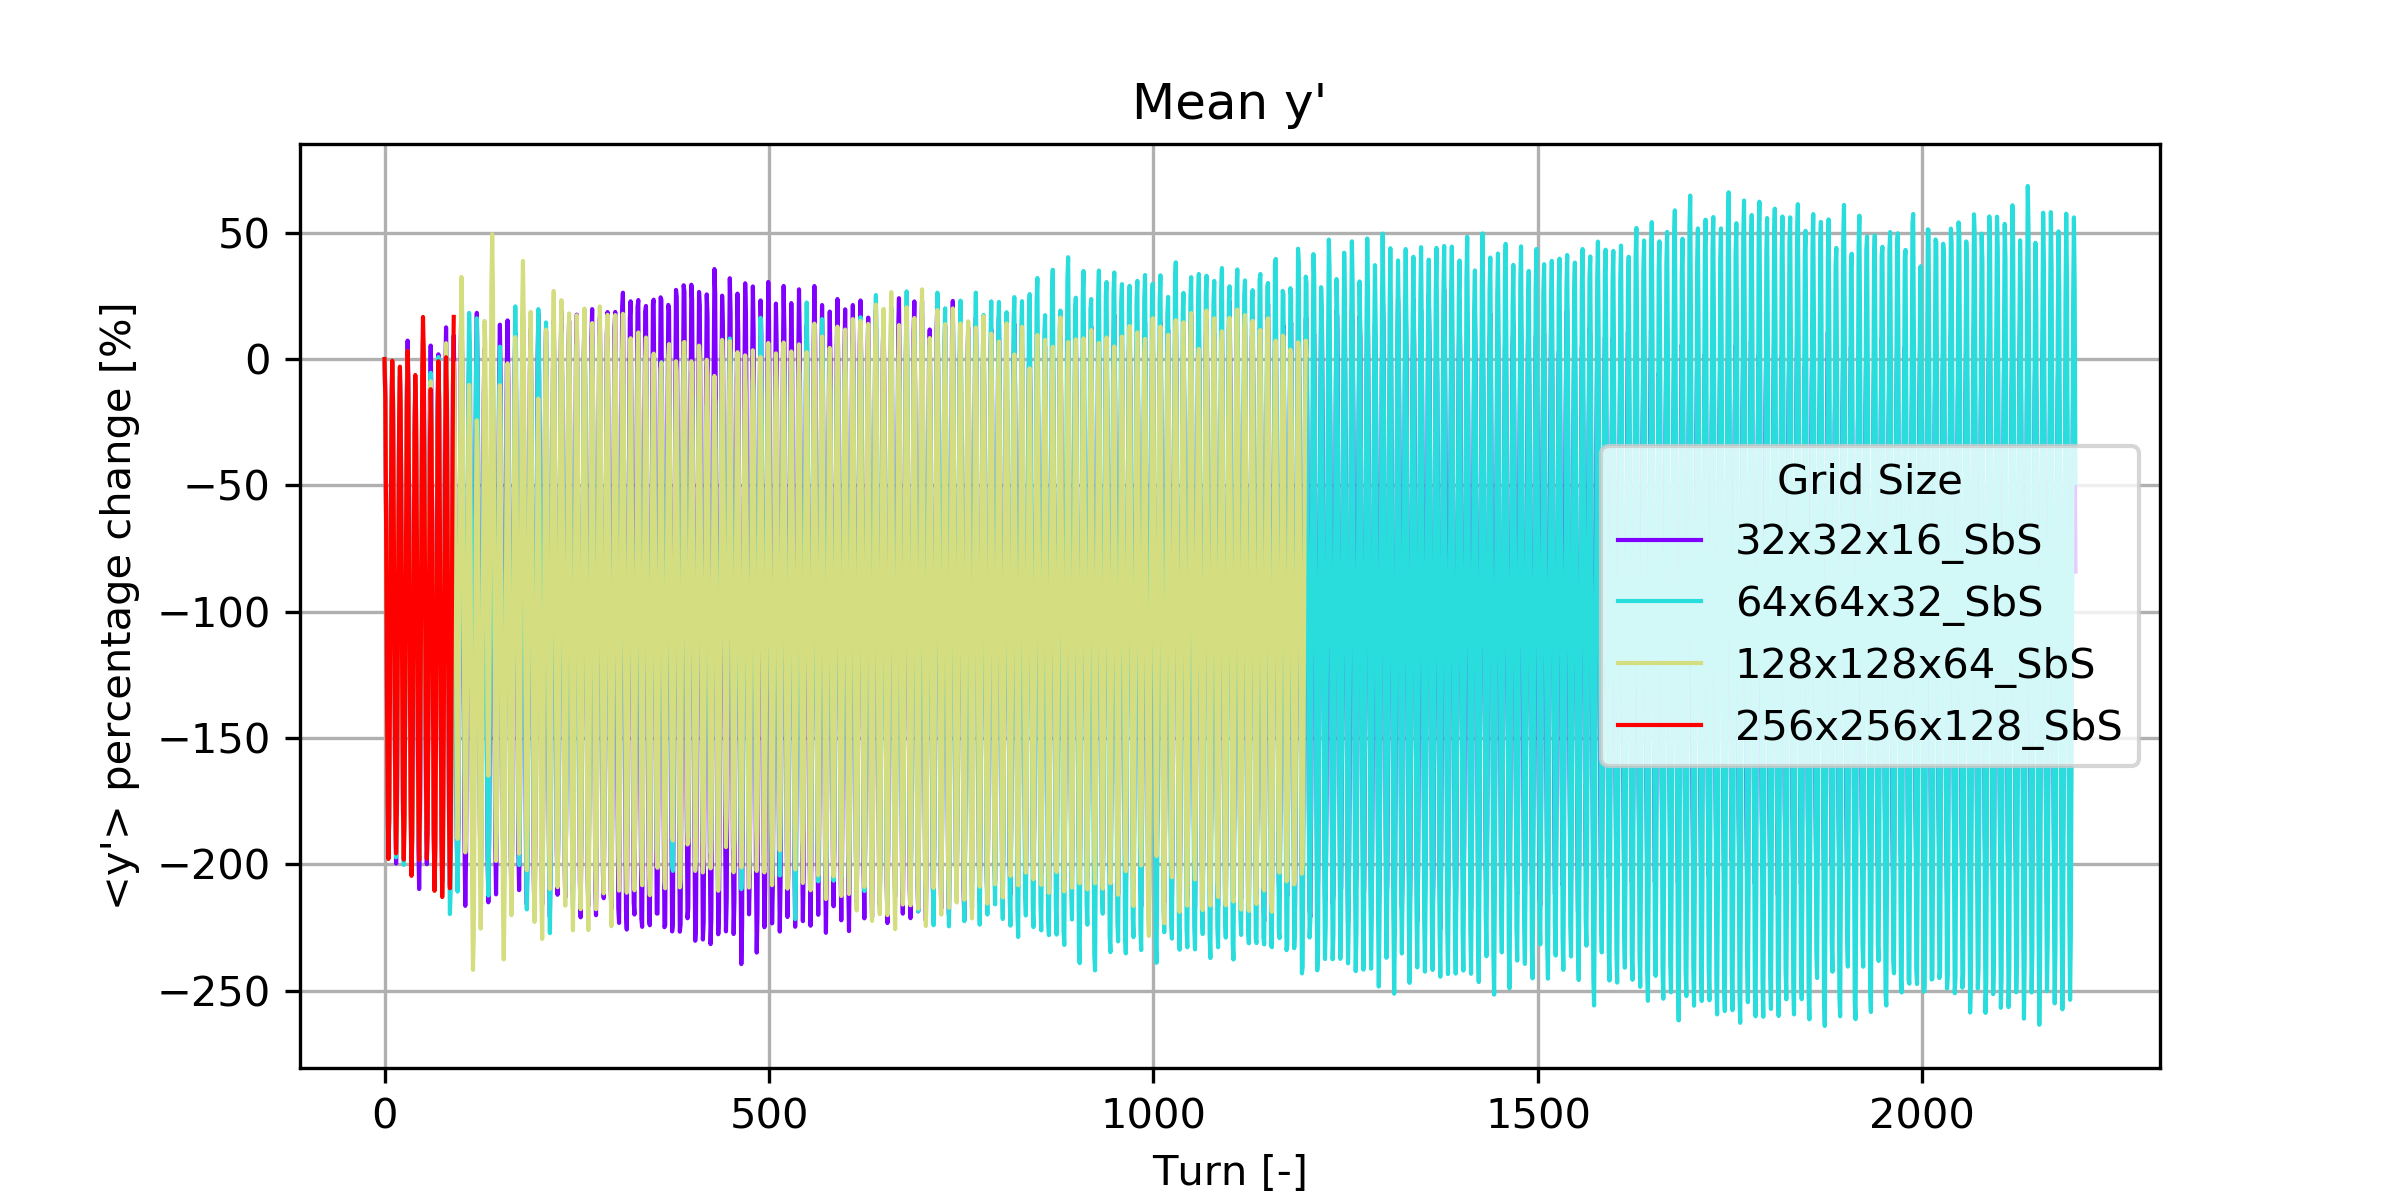 Mean y'
<y'> percentage change [%]
50
0
−50
−100
−150
−200
−250
Grid Size
32x32x16_SbS
64x64x32_SbS
128x128x64_SbS
256x256x128_SbS
0 500 1000 1500 2000
Turn [-]